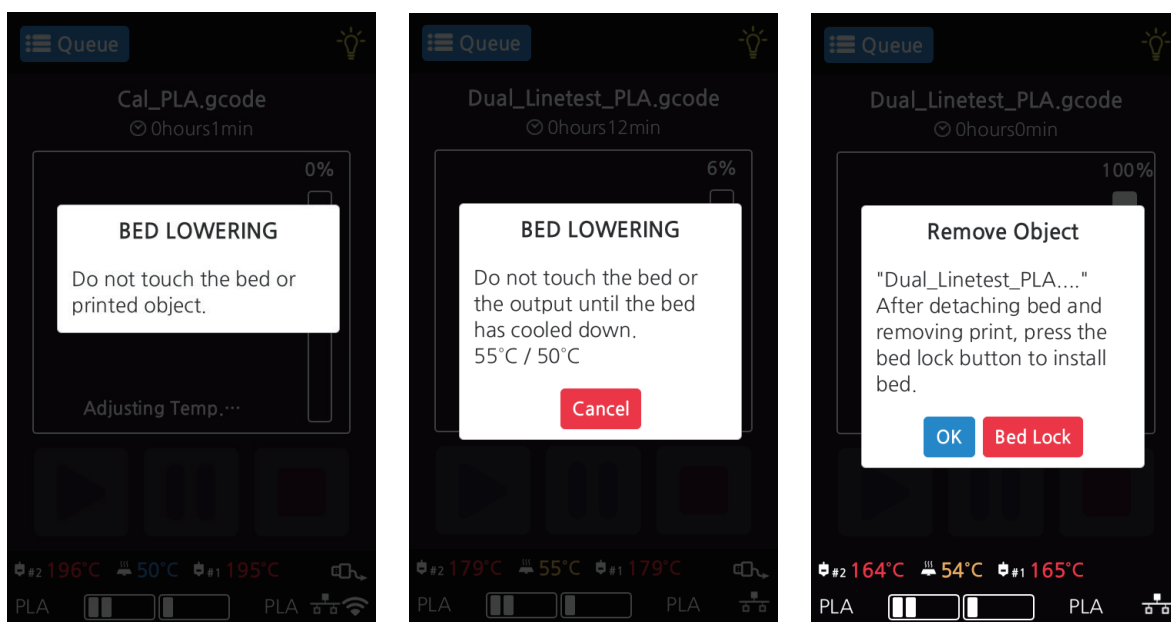 Queue
Cal_PLA.gcode
0hours1min
0%
BED LOWERING
Do not touch the bed or
printed object.
Adjusting Temp.…
#2 196°C 50°C #1 195°C
PLA PLA
Queue
Dual_Linetest_PLA.gcode
0hours12min
6%
BED LOWERING
Do not touch the bed or
the output until the bed
has cooled down.
55°C / 50°C
Cancel
#2 179°C 55°C #1 179°C
PLA PLA
Queue
Dual_Linetest_PLA.gcode
0hours0min
100%
Remove Object
"Dual_Linetest_PLA...."
After detaching bed and
removing print, press the
bed lock button to install
bed.
OK Bed Lock
#2 164°C 54°C #1 165°C
PLA PLA